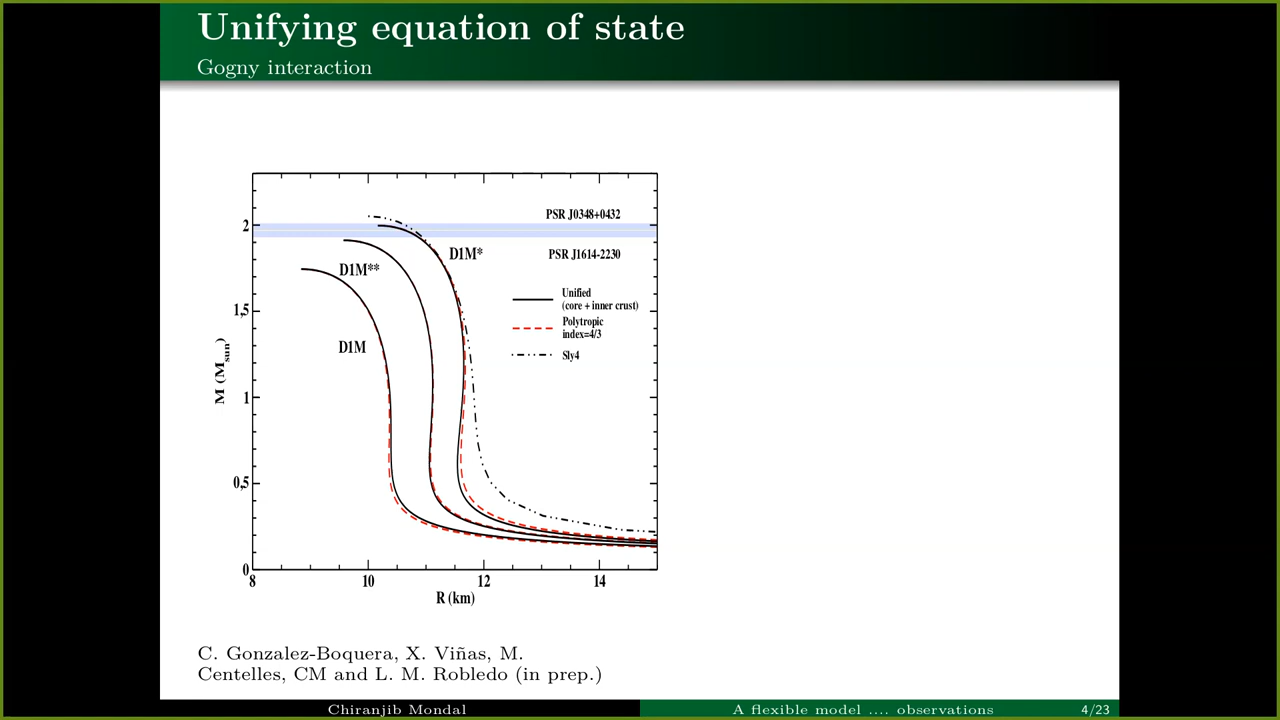 Unifying equation of state
Gogny interaction
PSR J0348+0432
PSR J1614-2230
D1M*
D1M**
D1M
Unified
(core + inner crust)
Polytropic
index=4/3
Sly4
M (Msun)
2
1,5
1
0,5
0
8 10 12 14
R (km)
C. Gonzalez-Boquera, X. Viñas, M.
Centelles, CM and L. M. Robledo (in prep.)
Chiranjib Mondal
A flexible model .... observations
4/23